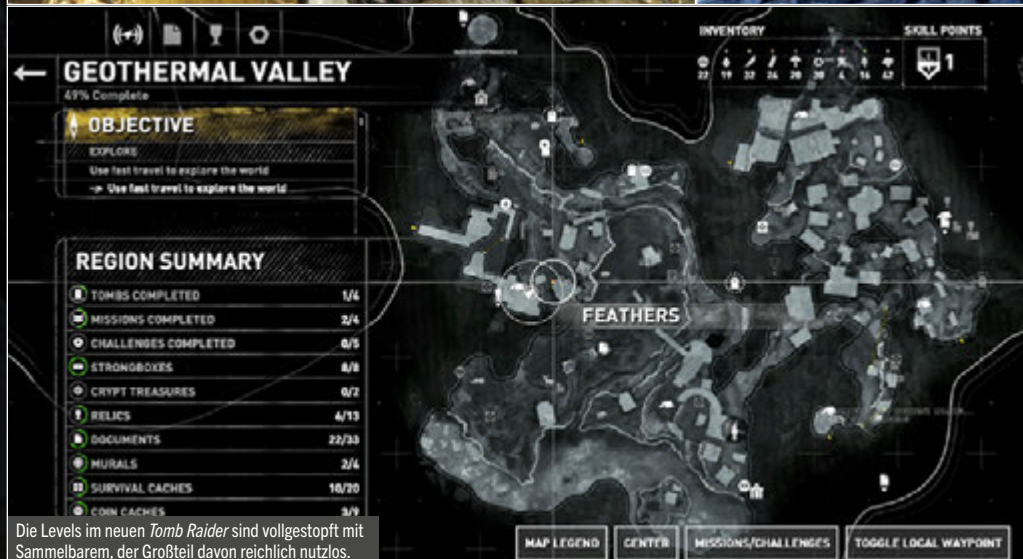 INVENTORY
SKILL POINTS
1
GEOTHERMAL VALLEY
49% Complete
OBJECTIVE
EXPLORE
Use fast travel to explore the world
Use fast travel to explore the world
REGION SUMMARY
TOMBS COMPLETED 1/4
MISSIONS COMPLETED 2/4
CHALLENGES COMPLETED 0/5
STRONGBOXES 8/8
CRYPT TREASURES 0/2
RELICS 6/13
DOCUMENTS 22/33
MURALS 2/4
SURVIVAL CACHES 10/20
COIN CACHES 3/9
FEATHERS
Die Levels im neuen Tomb Raider sind vollgestopft mit
Sammelbarem, der Großteil davon reichlich nutzlos.
MAP LEGEND
CENTER
MISSIONS/CHALLENGES
TOGGLE LOCAL WAYPOINT